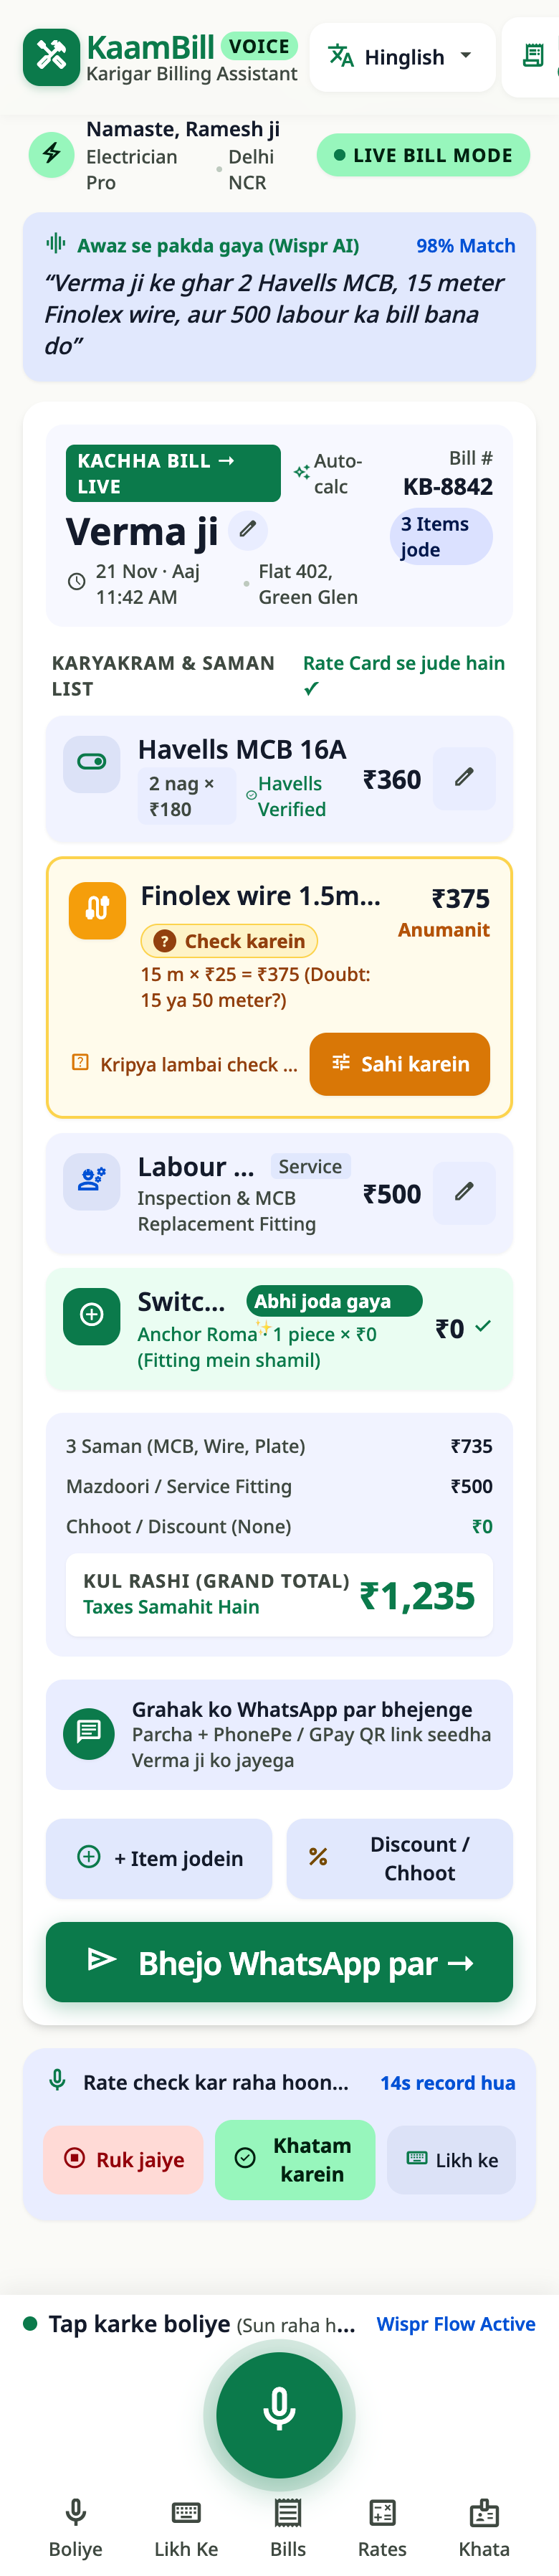 KaamBill VOICE
Karigar Billing Assistant
Hinglish
Namaste, Ramesh ji
Electrician Pro • Delhi NCR
LIVE BILL MODE
Awaz se pakda gaya (Wispr AI)
98% Match
“Verma ji ke ghar 2 Havells MCB, 15 meter
Finolex wire, aur 500 labour ka bill bana
do”
KACHHA BILL →
LIVE
Auto-
calc
Bill #
KB-8842
Verma ji
3 Items
jode
21 Nov · Aaj
11:42 AM
• Flat 402,
Green Glen
KARYAKRAM & SAMAN
LIST
Rate Card se jude hain
✓
Havells MCB 16A
2 nag ×
₹180
Havells
Verified
₹360
Finolex wire 1.5m...
₹375
? Check karein
Anumanit
15 m × ₹25 = ₹375 (Doubt:
15 ya 50 meter?)
Kripya lambai check ...
Sahi karein
Labour ...
Service
Inspection & MCB
Replacement Fitting
₹500
Switc...
Abhi joda gaya
✨
Anchor Roma · 1 piece × ₹0
(Fitting mein shamil)
₹0 ✓
3 Saman (MCB, Wire, Plate)
₹735
Mazdoori / Service Fitting
₹500
Chhoot / Discount (None)
₹0
KUL RASHI (GRAND TOTAL)
Taxes Samahit Hain
₹1,235
Grahak ko WhatsApp par bhejenge
Parcha + PhonePe / GPay QR link seedha
Verma ji ko jayega
+ Item jodein
Discount /
Chhoot
Bhejo WhatsApp par →
Rate check kar raha hoon...
14s record hua
Ruk jaiye
Khatam
karein
Likh ke
Tap karke boliye (Sun raha h...
Wispr Flow Active
Boliye
Likh Ke
Bills
Rates
Khata